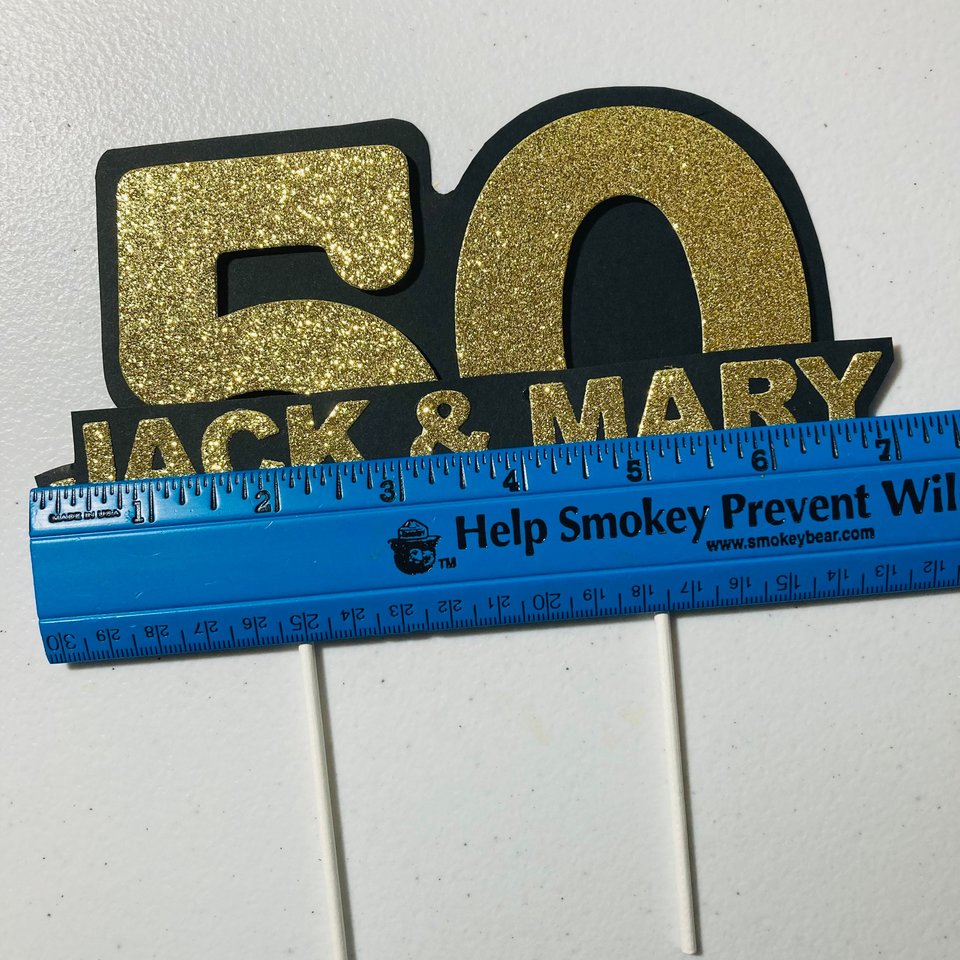 50
JACK & MARY
1 2 3 4 5 6 7
MADE IN U.S.A.
Help Smokey Prevent Wil
TM
www.smokeybear.com
30 29 28 27 26 25 24 23 22 21 20 19 18 17 16 15 14 13 12